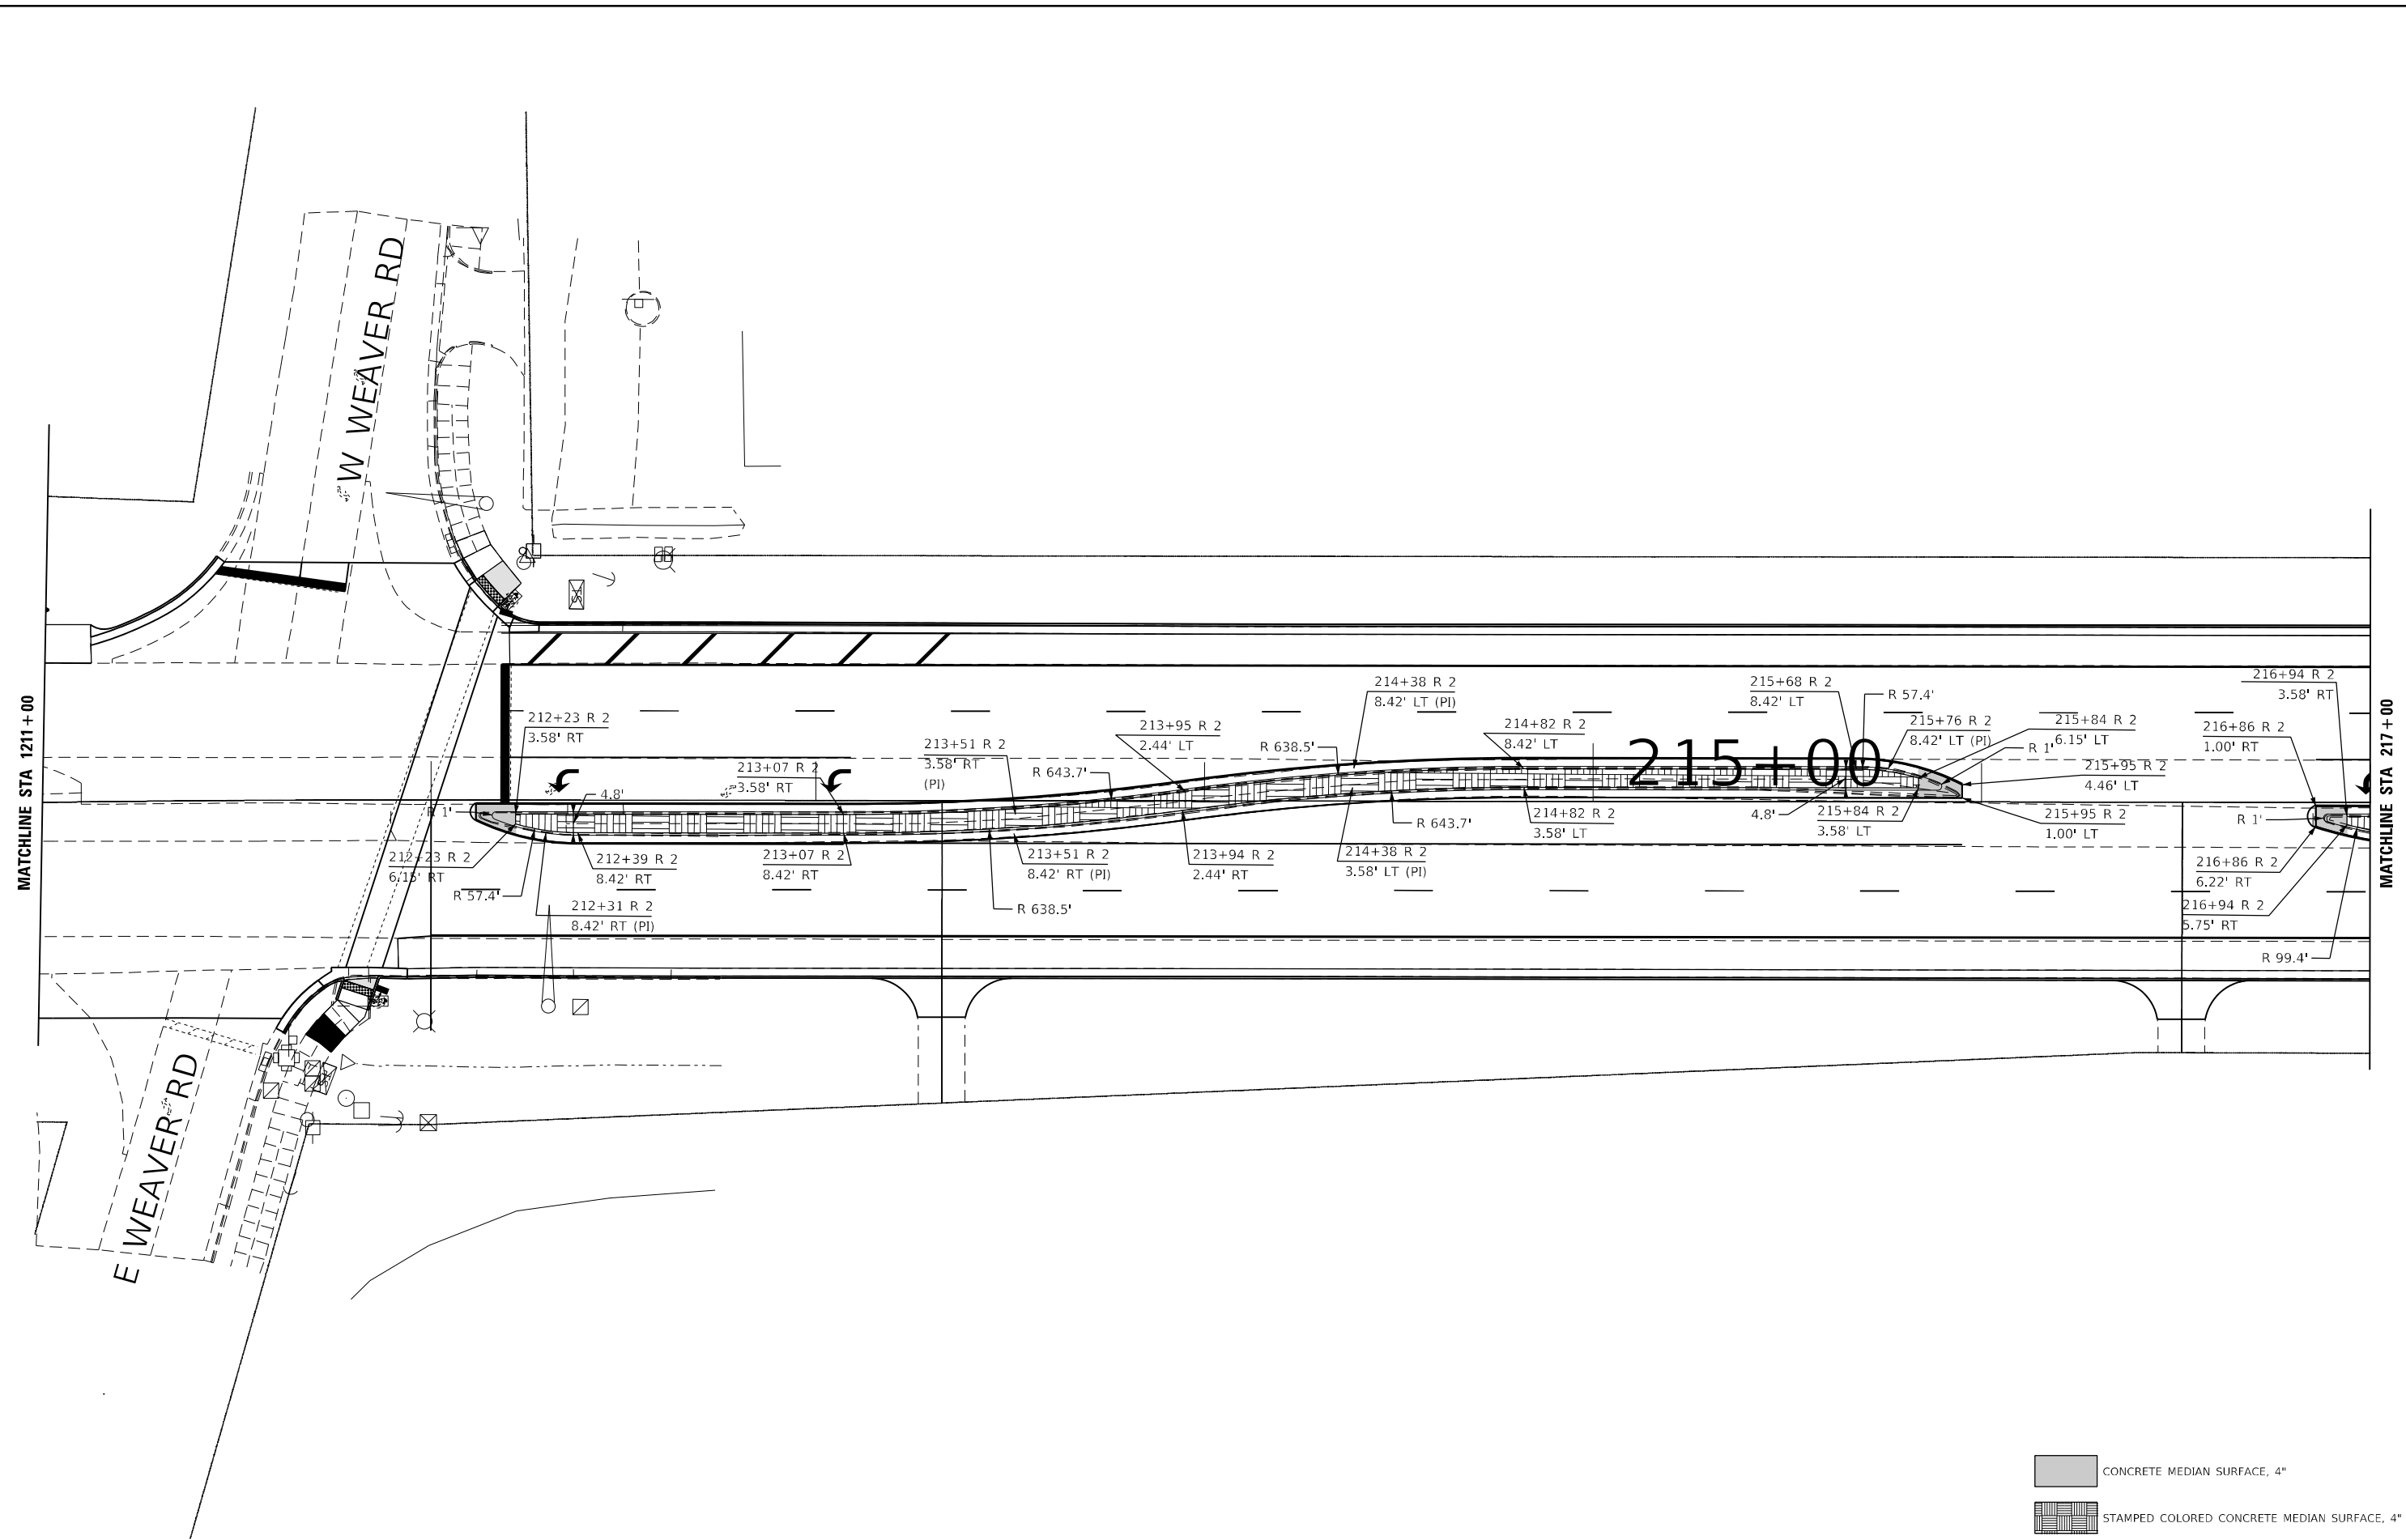 W WEAVER RD
MATCHLINE STA 1211+00
MATCHLINE STA 217+00
212+23 R 2
3.58' RT
213+07 R 2
3.58' RT
4.8'
R 1'
213+51 R 2
3.58' RT
(PI)
R 643.7'
213+95 R 2
2.44' LT
R 638.5'
214+38 R 2
8.42' LT (PI)
214+82 R 2
8.42' LT
215+00
215+68 R 2
8.42' LT
R 57.4'
215+76 R 2
8.42' LT (PI)
215+84 R 2
6.15' LT
R 1'
215+95 R 2
4.46' LT
216+86 R 2
1.00' RT
216+94 R 2
3.58' RT
212+23 R 2
6.15' RT
R 57.4'
212+31 R 2
8.42' RT (PI)
212+39 R 2
8.42' RT
213+07 R 2
8.42' RT
R 638.5'
213+51 R 2
8.42' RT (PI)
213+94 R 2
2.44' RT
214+38 R 2
3.58' LT (PI)
R 643.7'
214+82 R 2
3.58' LT
4.8'
215+84 R 2
3.58' LT
215+95 R 2
1.00' LT
R 1'
216+86 R 2
6.22' RT
216+94 R 2
5.75' RT
R 99.4'
E WEAVER RD
CONCRETE MEDIAN SURFACE, 4"
STAMPED COLORED CONCRETE MEDIAN SURFACE, 4"